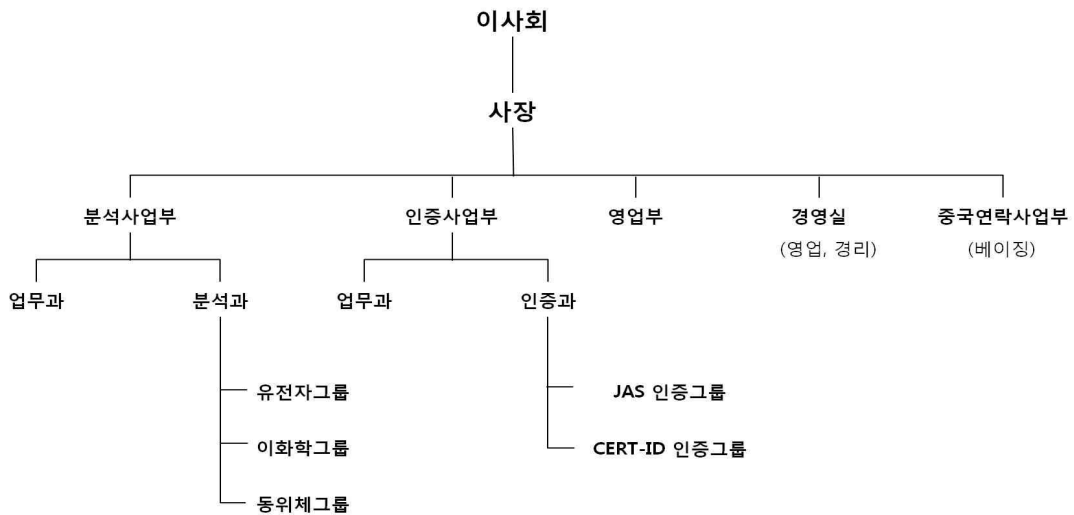 이사회
사장
분석사업부 인증사업부 영업부 경영실 중국연락사업부
(영업, 경리) (베이징)
업무과 분석과 업무과 인증과
유전자그룹 JAS 인증그룹
이화학그룹 CERT-ID 인증그룹
동위체그룹